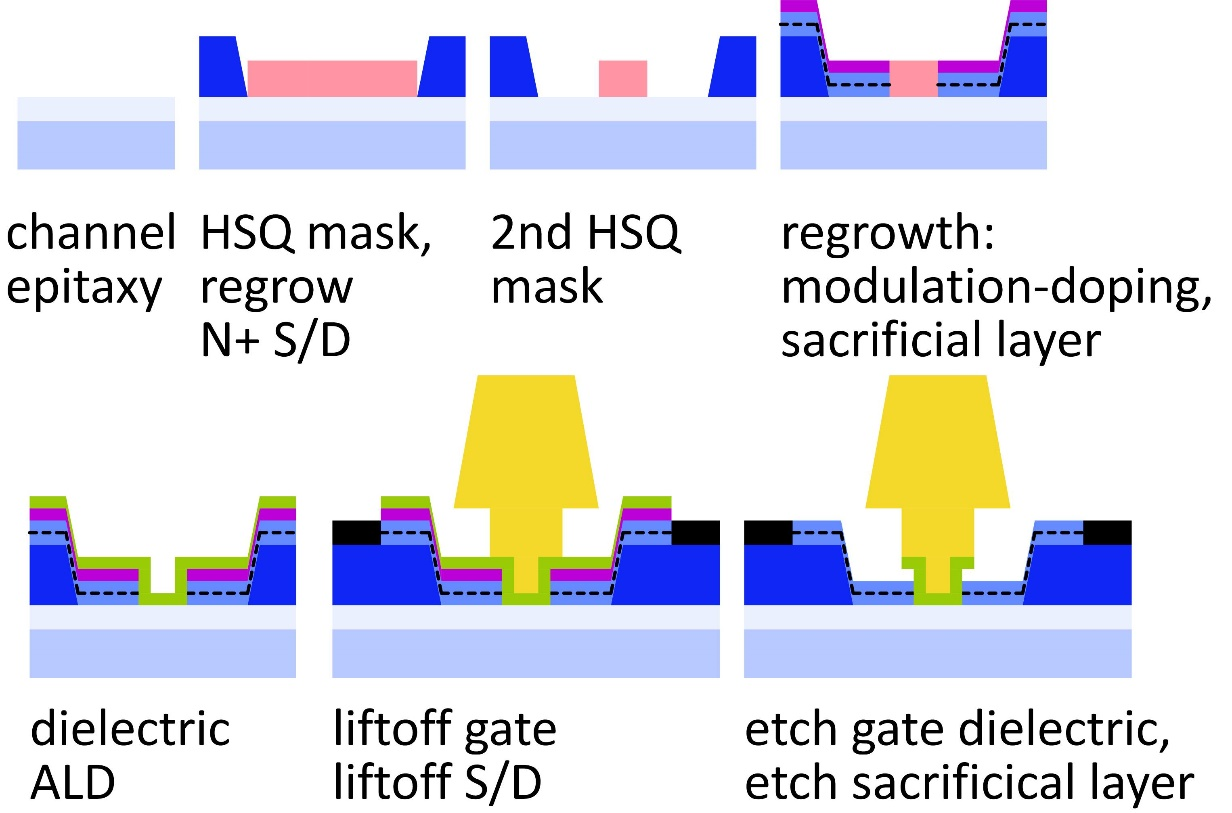 channel
epitaxy
HSQ mask,
regrow
N+ S/D
2nd HSQ
mask
regrowth:
modulation-doping,
sacrificial layer
dielectric
ALD
liftoff gate
liftoff S/D
etch gate dielectric,
etch sacrificical layer